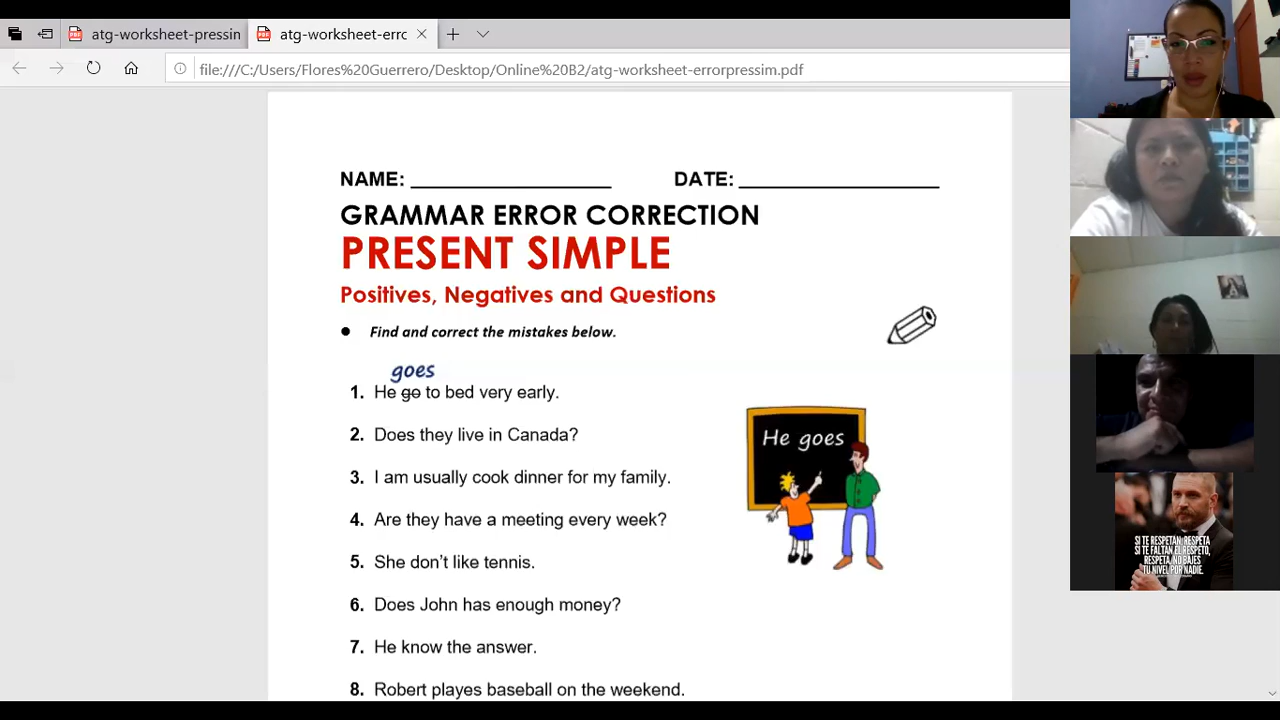 atg-worksheet-pressin
atg-worksheet-errc
file:///C:/Users/Flores%20Guerrero/Desktop/Online%20B2/atg-worksheet-errorpressim.pdf
NAME: ____________________ DATE: ____________________
GRAMMAR ERROR CORRECTION
PRESENT SIMPLE
Positives, Negatives and Questions
● Find and correct the mistakes below.
goes
1. He go to bed very early.
2. Does they live in Canada?
3. I am usually cook dinner for my family.
4. Are they have a meeting every week?
5. She don't like tennis.
6. Does John has enough money?
7. He know the answer.
8. Robert playes baseball on the weekend.
He goes
SI TE RESPETAN, RESPETA
SI TE FALTAN EL RESPETO,
RESPETA, NO BAJES
TU NIVEL POR NADIE.